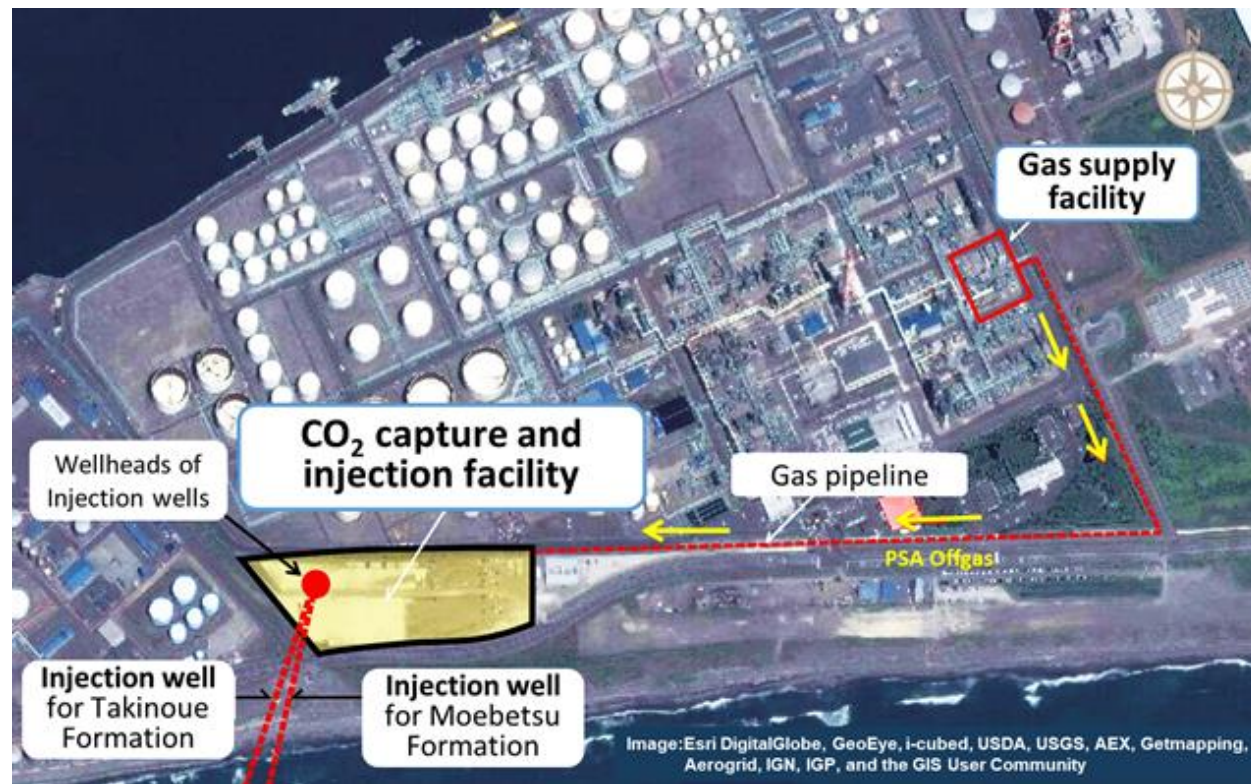 N
Gas supply
facility
CO₂ capture and
injection facility
Wellheads of
Injection wells
Gas pipeline
PSA Offgas
Injection well
for Takinoue
Formation
Injection well
for Moebetsu
Formation
Image:Esri DigitalGlobe, GeoEye, i-cubed, USDA, USGS, AEX, Getmapping,
Aerogrid, IGN, IGP, and the GIS User Community